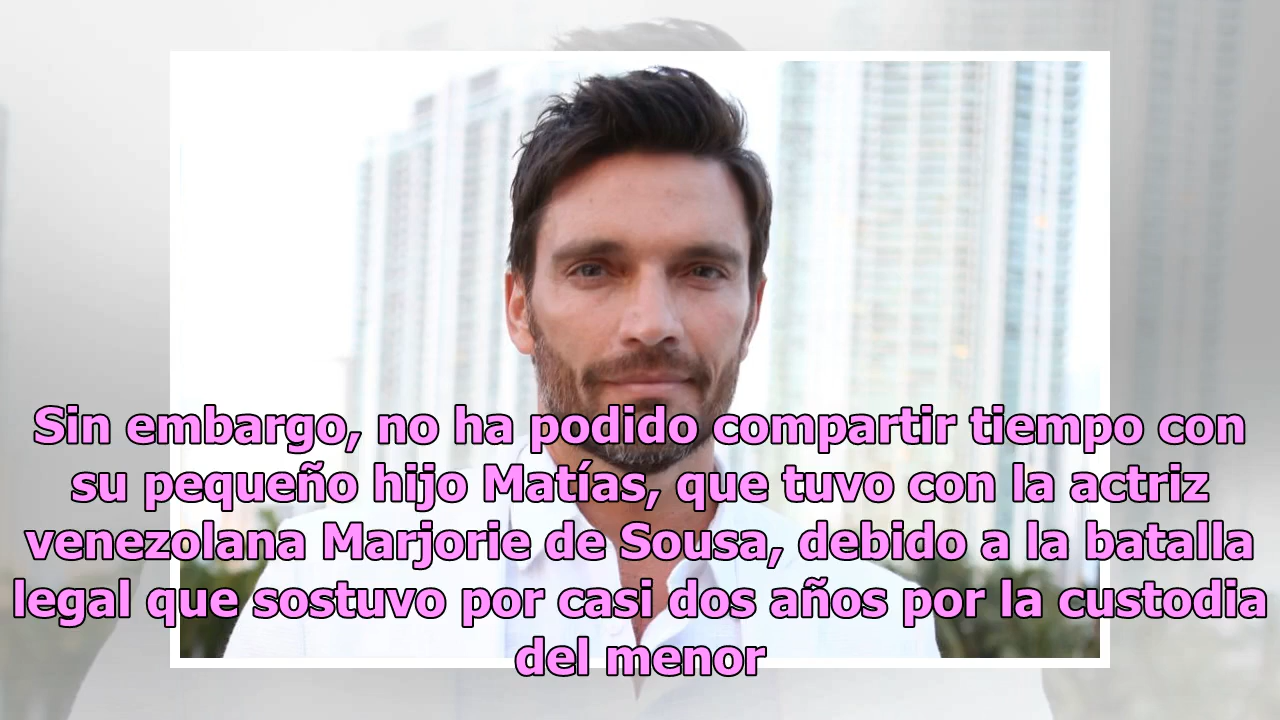 Sin embargo, no ha podido compartir tiempo con
su pequeño hijo Matías, que tuvo con la actriz
venezolana Marjorie de Sousa, debido a la batalla
legal que sostuvo por casi dos años por la custodia
del menor